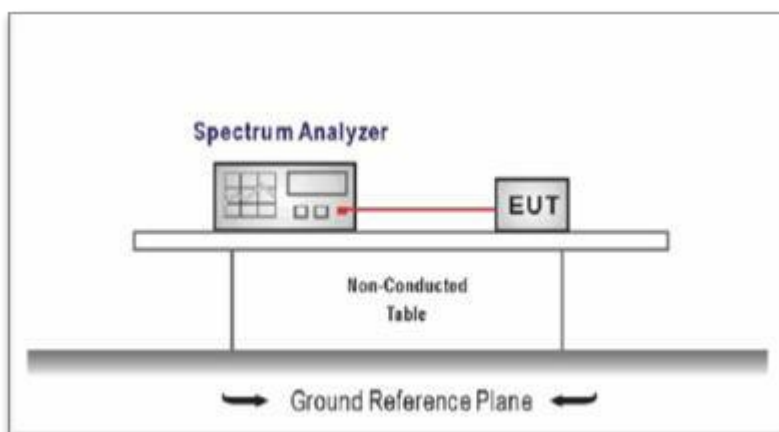 Spectrum Analyzer
EUT
Non-Conducted
Table
Ground Reference Plane